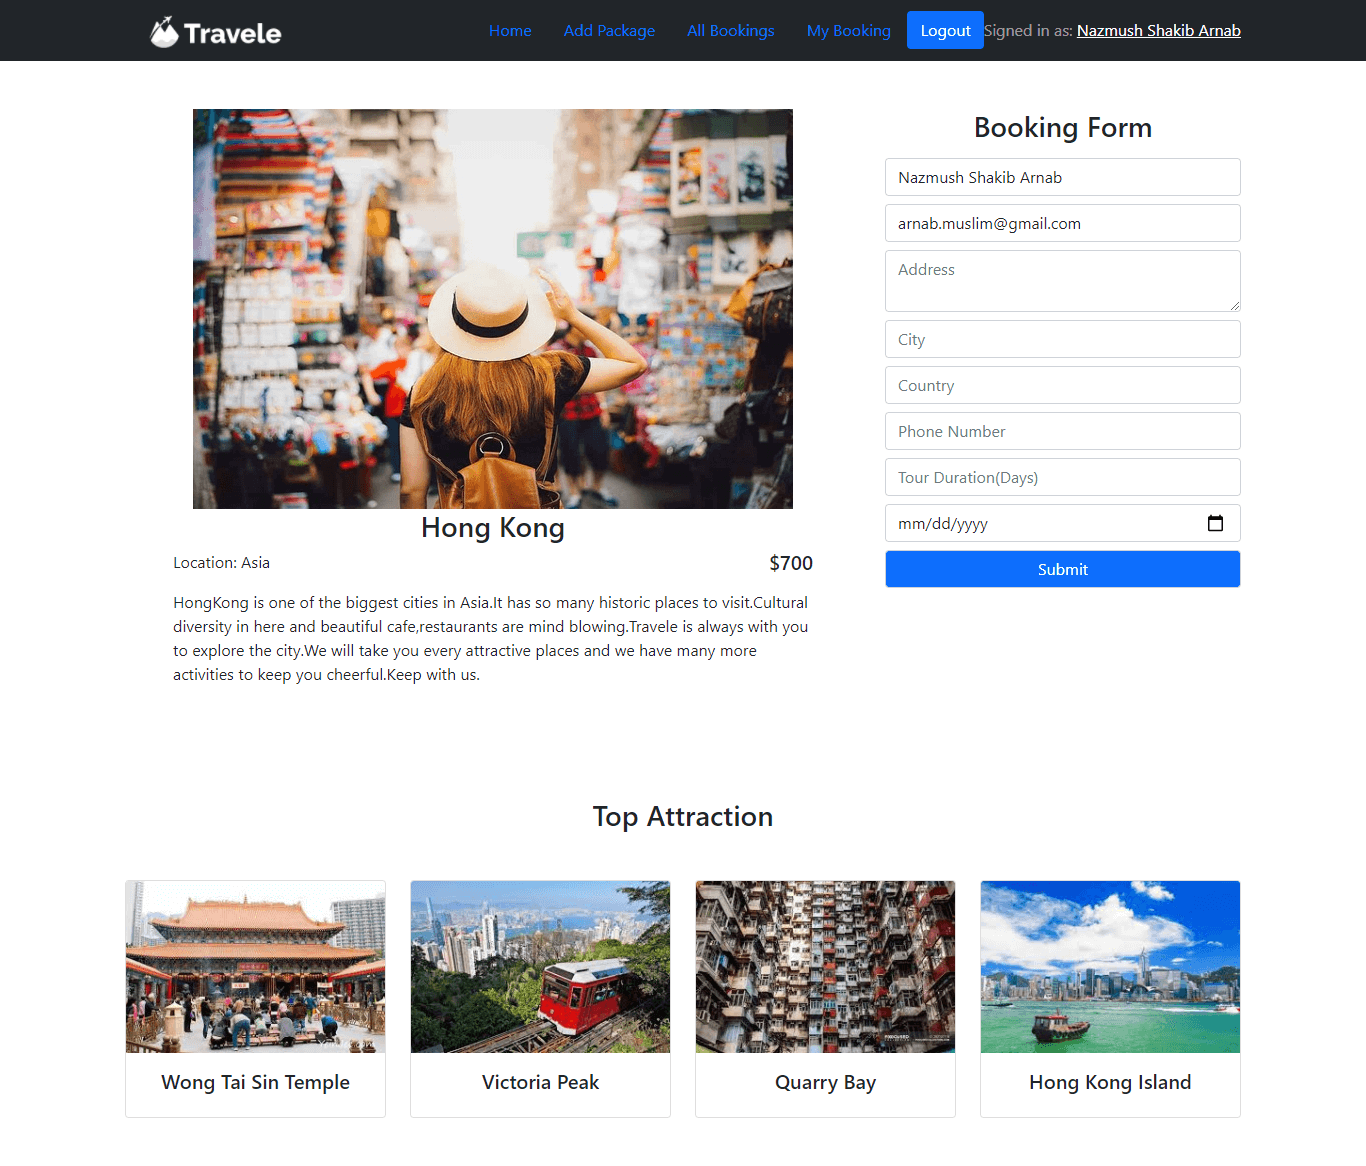 Travele
Home
Add Package
All Bookings
My Booking
Logout
Signed in as: Nazmush Shakib Arnab
Booking Form
Nazmush Shakib Arnab
arnab.muslim@gmail.com
Address
City
Country
Phone Number
Tour Duration(Days)
mm/dd/yyyy
Submit
Hong Kong
Location: Asia
$700
HongKong is one of the biggest cities in Asia.It has so many historic places to visit.Cultural
diversity in here and beautiful cafe,restaurants are mind blowing.Travele is always with you
to explore the city.We will take you every attractive places and we have many more
activities to keep you cheerful.Keep with us.
Top Attraction
Wong Tai Sin Temple
Victoria Peak
Quarry Bay
Hong Kong Island